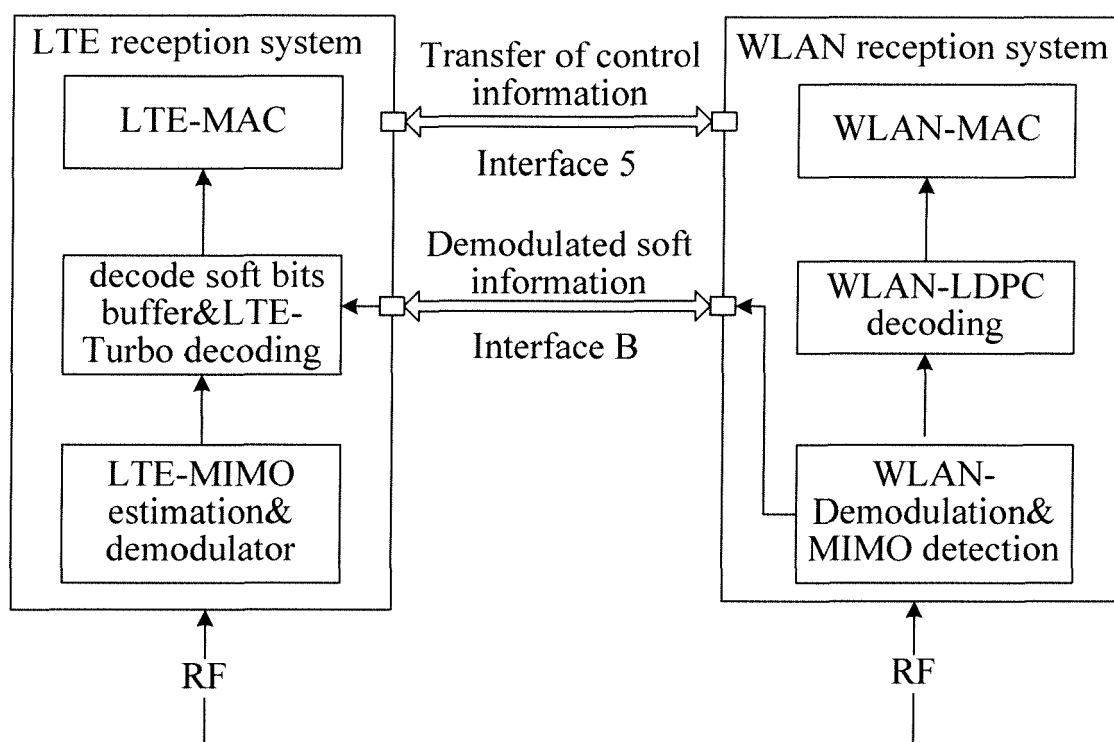 LTE reception system
LTE-MAC
decode soft bits
buffer&LTE-
Turbo decoding
LTE-MIMO
estimation&
demodulator
RF
Transfer of control
information
Interface 5
Demodulated soft
information
Interface B
WLAN reception system
WLAN-MAC
WLAN-LDPC
decoding
WLAN-
Demodulation&
MIMO detection
RF